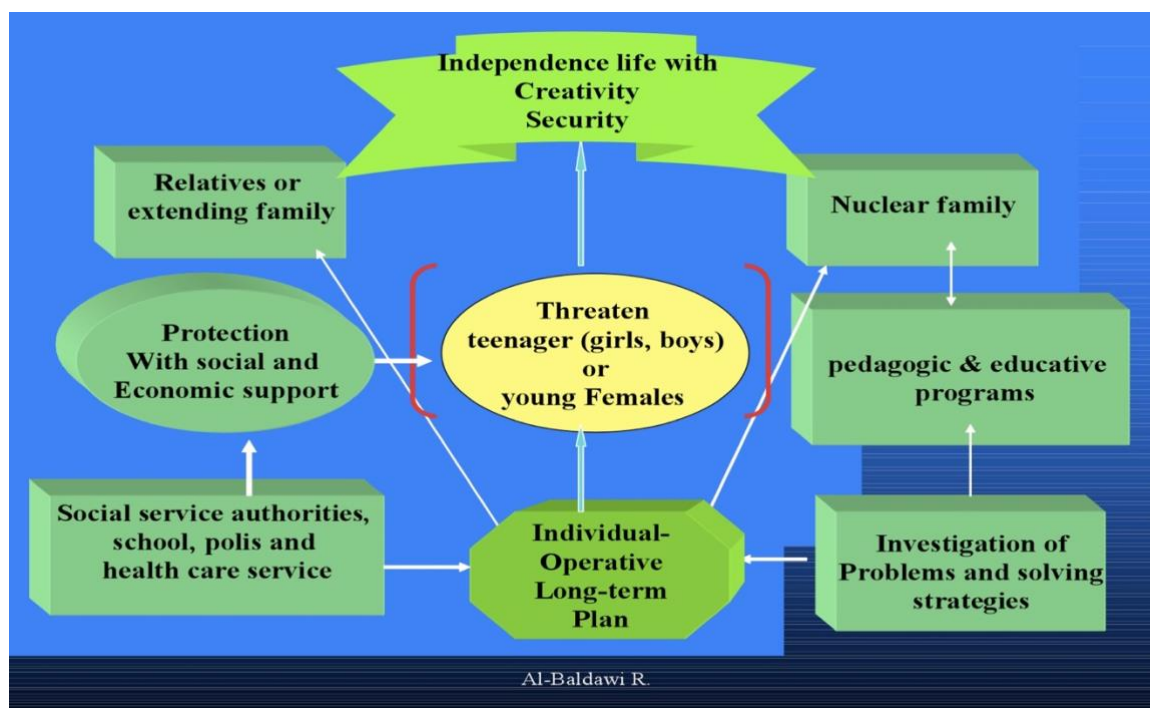 Independence life with
Creativity
Security
Relatives or
extending family
Nuclear family
Threaten
teenager (girls, boys)
or
young Females
Protection
With social and
Economic support
pedagogic & educative
programs
Social service authorities,
school, polis and
health care service
Individual-
Operative
Long-term
Plan
Investigation of
Problems and solving
strategies
Al-Baldawi R.